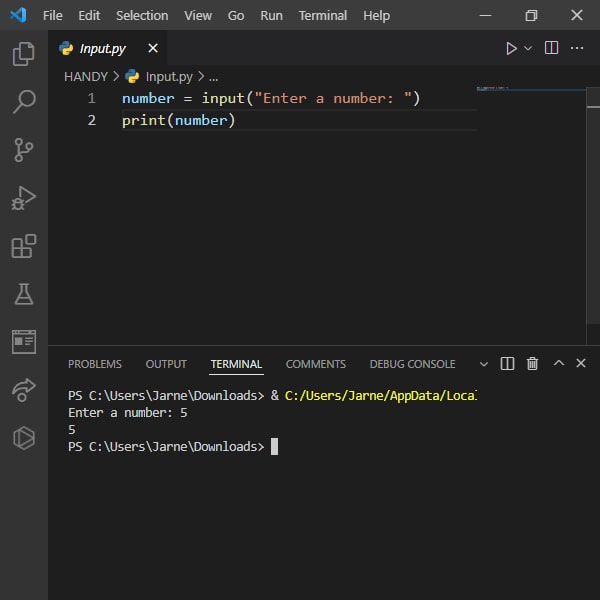 File Edit Selection View Go Run Terminal Help
Input.py
HANDY > Input.py > ...
1 number = input("Enter a number: ")
2 print(number)
PROBLEMS OUTPUT TERMINAL COMMENTS DEBUG CONSOLE
PS C:\Users\Jarne\Downloads> & C:/Users/Jarne/AppData/Local
Enter a number: 5
5
PS C:\Users\Jarne\Downloads>